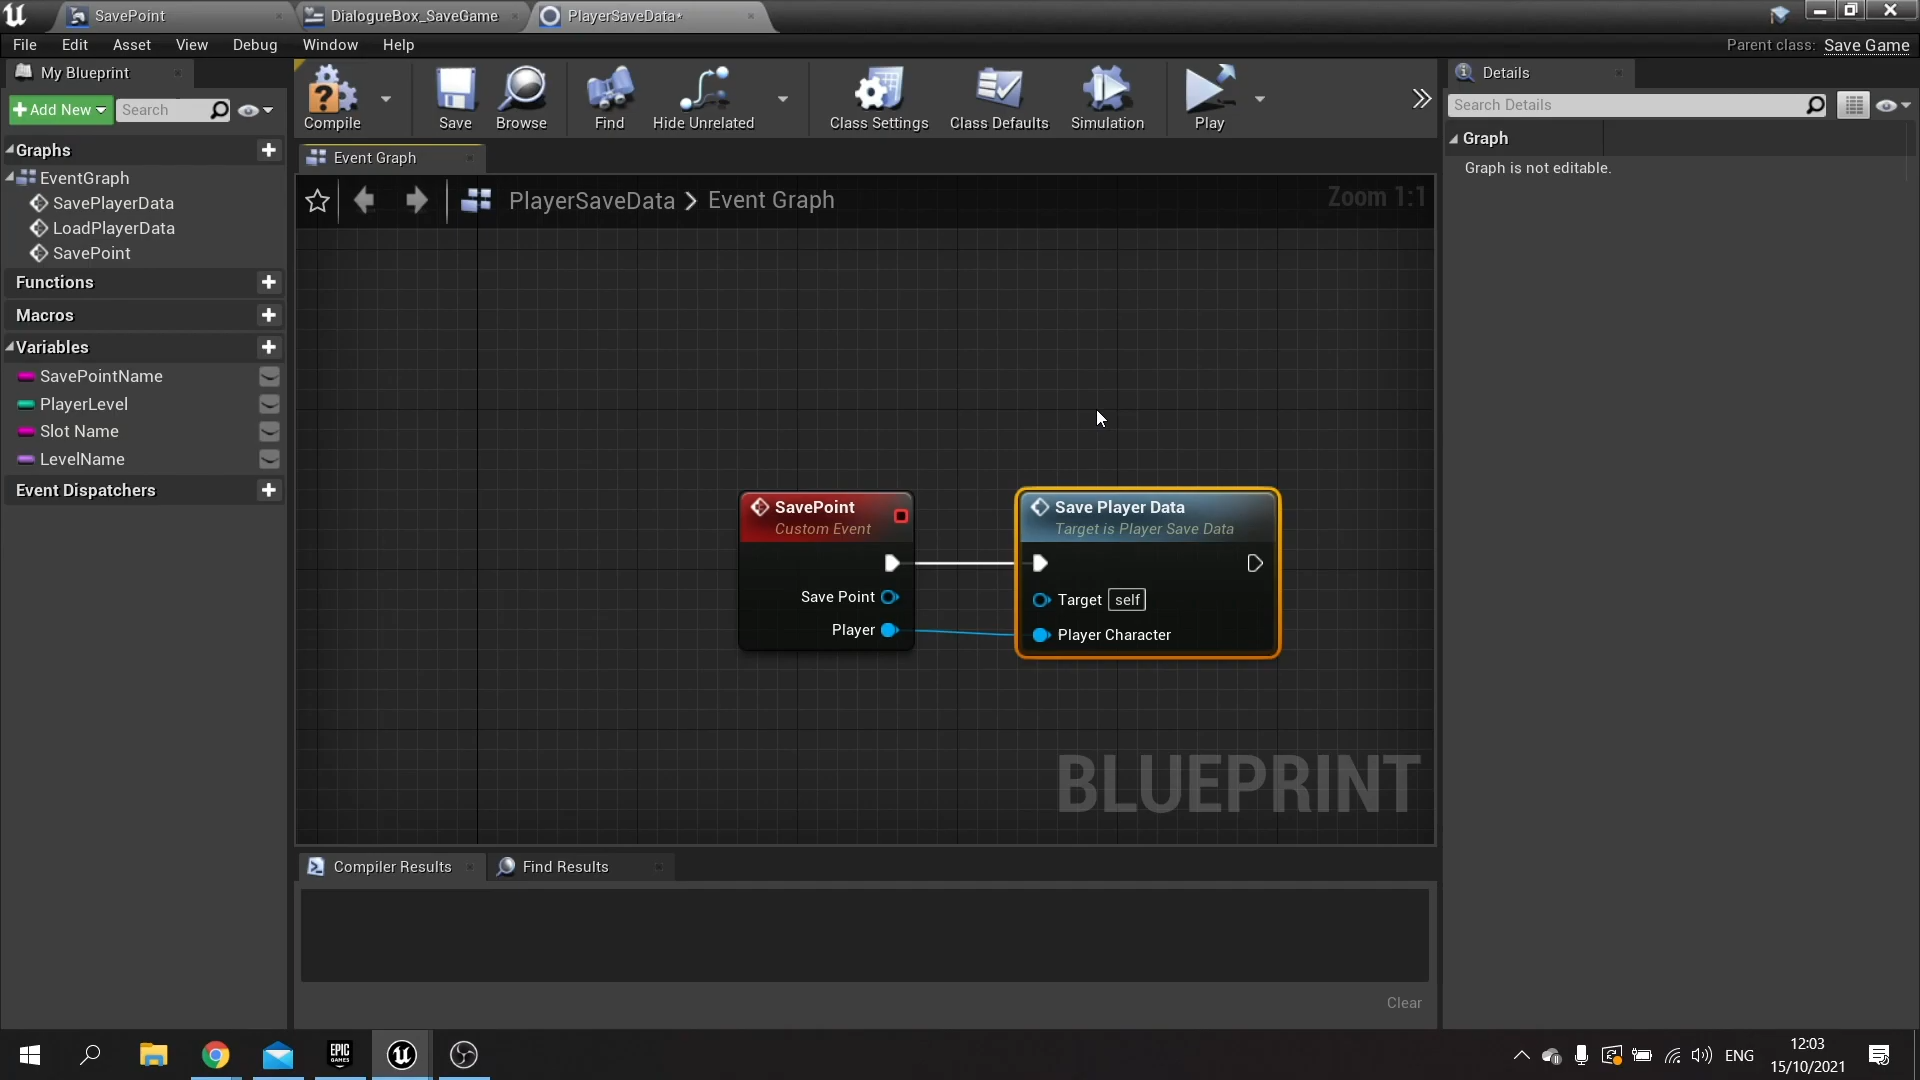 SavePoint
DialogueBox_SaveGame
PlayerSaveData*
File Edit Asset View Debug Window Help
Parent class: Save Game
My Blueprint
Add New
Search
Graphs
EventGraph
SavePlayerData
LoadPlayerData
SavePoint
Functions
Macros
Variables
SavePointName
PlayerLevel
Slot Name
LevelName
Event Dispatchers
Compile Save Browse Find Hide Unrelated Class Settings Class Defaults Simulation Play
Event Graph
PlayerSaveData > Event Graph
Zoom 1:1
SavePoint
Custom Event
Save Point
Player
Save Player Data
Target is Player Save Data
Target self
Player Character
BLUEPRINT
Compiler Results
Find Results
Clear
Details
Search Details
Graph
Graph is not editable.
EPIC
GAMES
ENG
12:03
15/10/2021